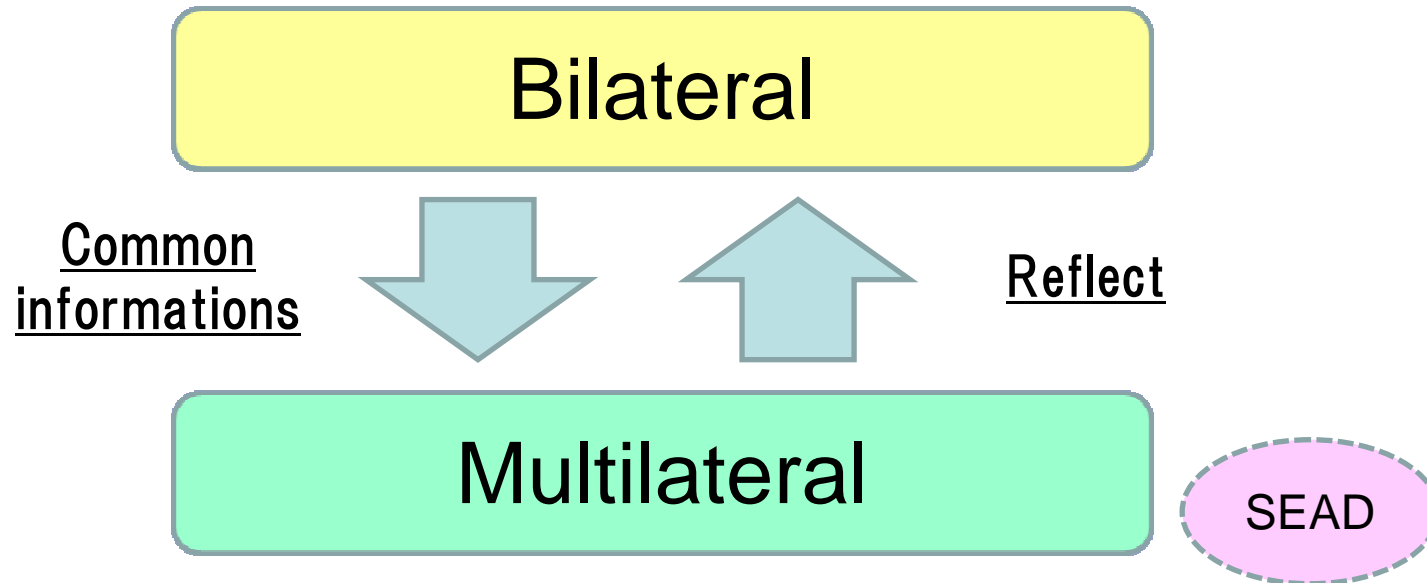 Bilateral
Common
informations
Reflect
Multilateral
SEAD